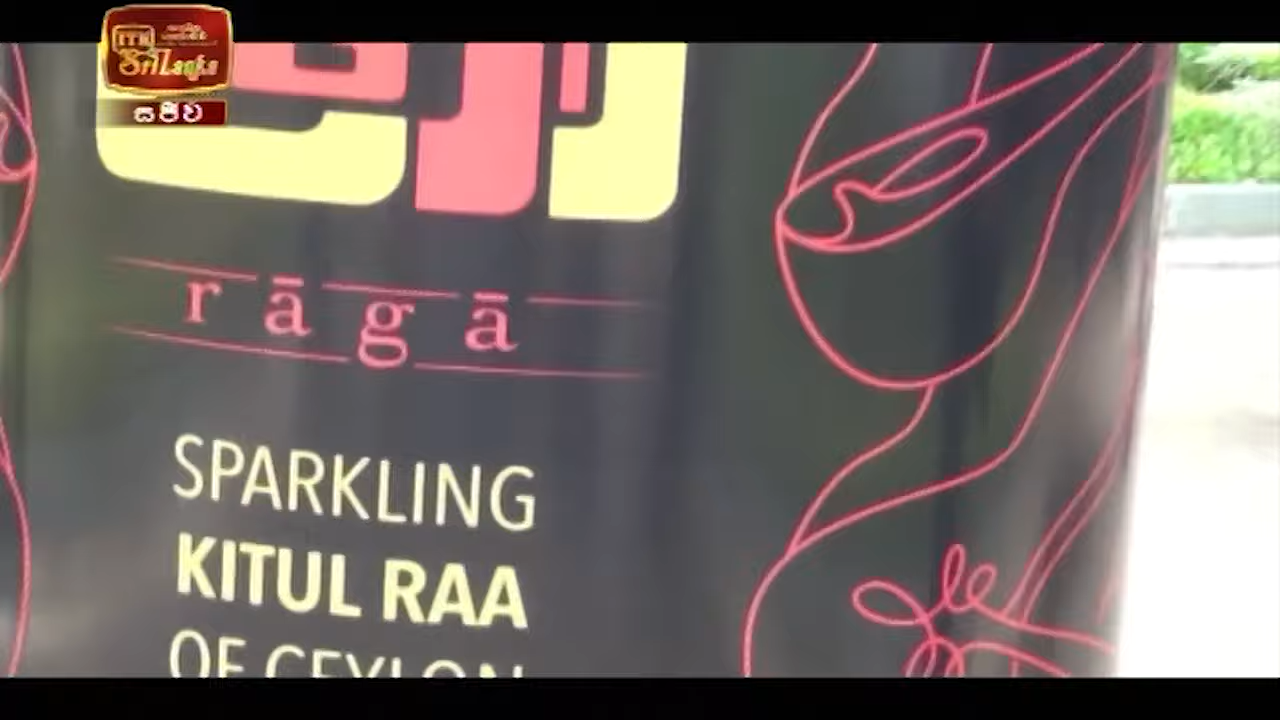 ITN
Sri Lanka
සජීව
rāgā
SPARKLING
KITUL RAA
OF CEYLON